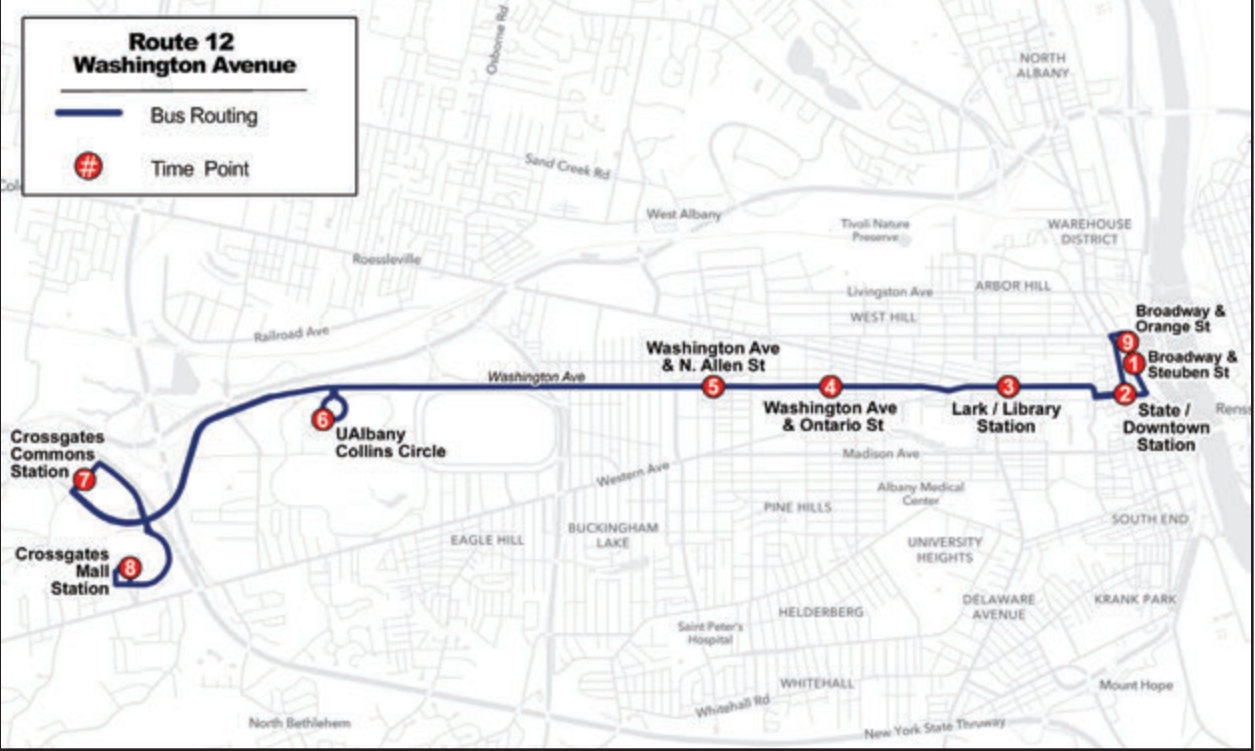 Route 12
Washington Avenue
Bus Routing
#
Time Point
Osborne Rd
NORTH
ALBANY
Sand Creek Rd
West Albany
Tivoli Nature
Preserve
WAREHOUSE
DISTRICT
Roessleville
Livingston Ave
ARBOR HILL
WEST HILL
Railroad Ave
Broadway &
Orange St
9
1
Broadway &
Steuben St
Washington Ave
& N. Allen St
Washington Ave
5
4
3
2
Washington Ave
& Ontario St
Lark / Library
Station
State /
Downtown
Station
6
UAlbany
Collins Circle
Crossgates
Commons
Station
7
Madison Ave
Western Ave
Albany Medical
Center
PINE HILLS
SOUTH END
EAGLE HILL
BUCKINGHAM
LAKE
UNIVERSITY
HEIGHTS
Crossgates
Mall
Station
8
DELAWARE
AVENUE
KRANK PARK
HELDERBERG
Saint Peter's
Hospital
WHITEHALL
Mount Hope
Whitehall Rd
North Bethlehem
New York State Thruway